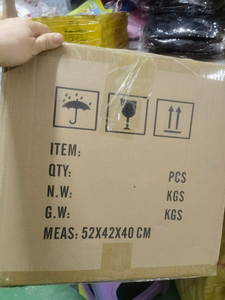 ITEM:
QTY: PCS
N.W: KGS
G.W: KGS
MEAS: 52X42X40 CM